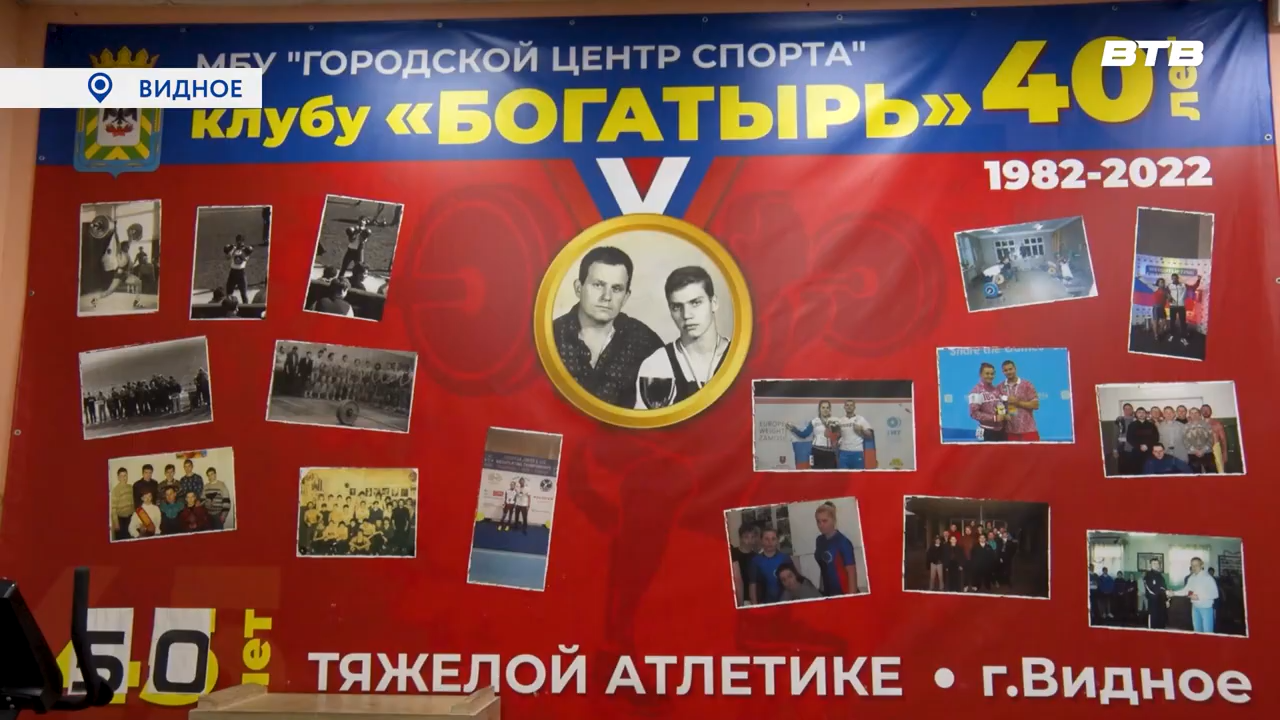 ВТВ
ВИДНОЕ
МБУ "ГОРОДСКОЙ ЦЕНТР СПОРТА"
клубу «БОГАТЫРЬ» 40 лет
1982-2022
50 лет
ТЯЖЕЛОЙ АТЛЕТИКЕ • г.Видное